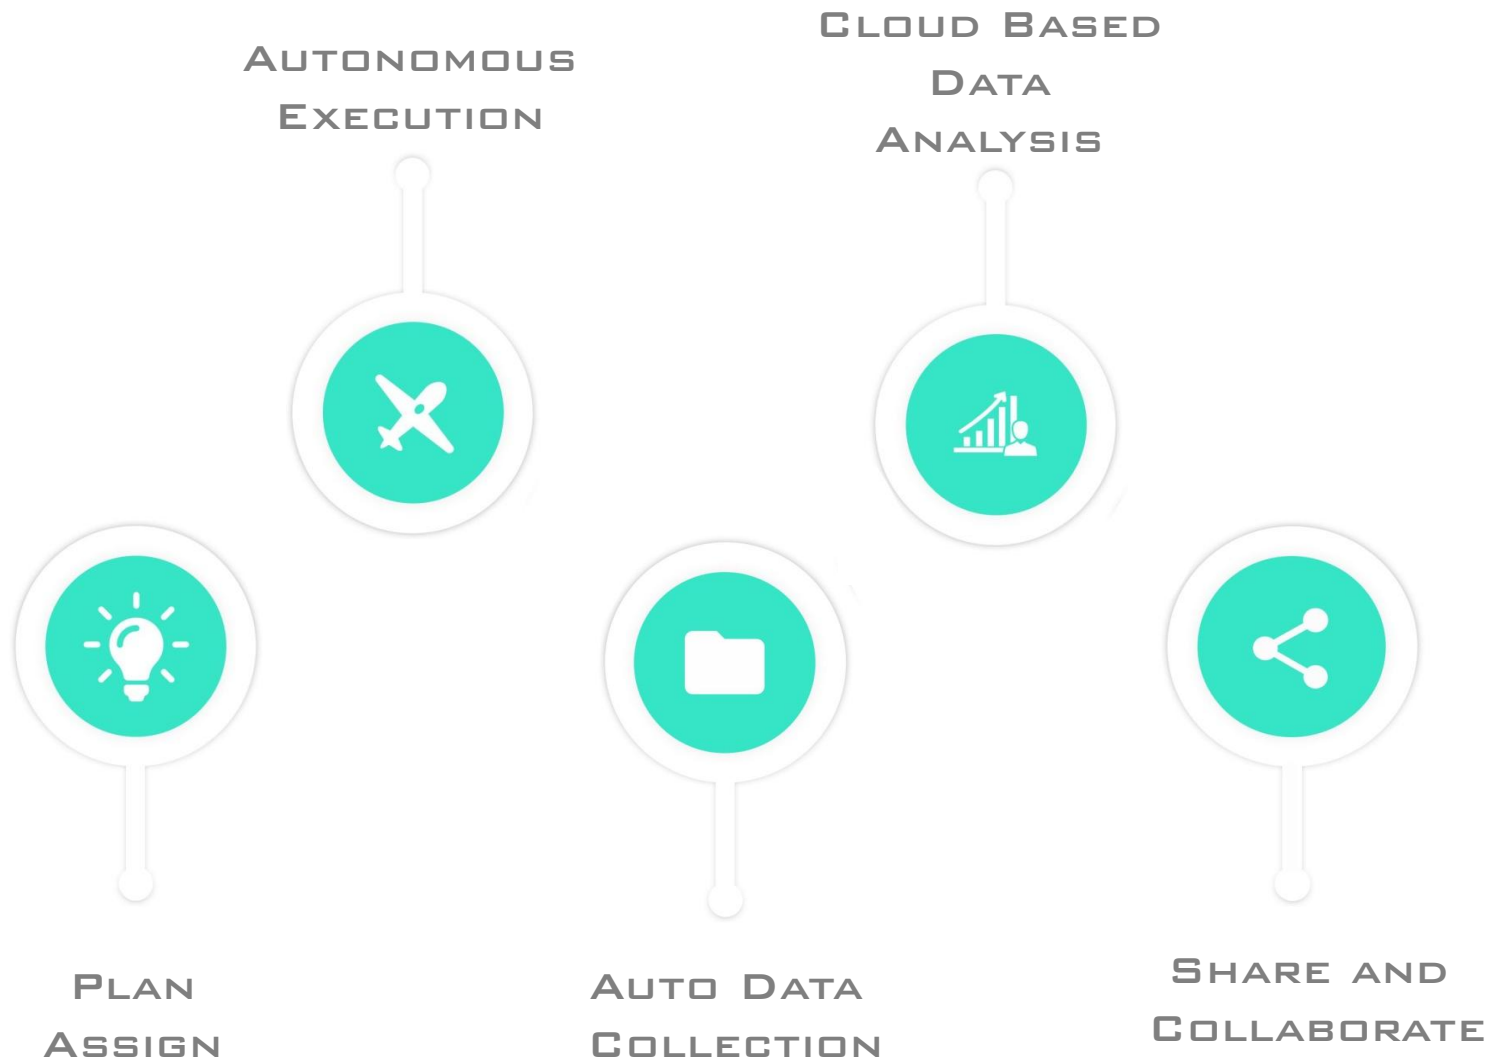 Autonomous
Execution
Cloud Based
Data
Analysis
Plan
Assign
Auto Data
Collection
Share and
Collaborate